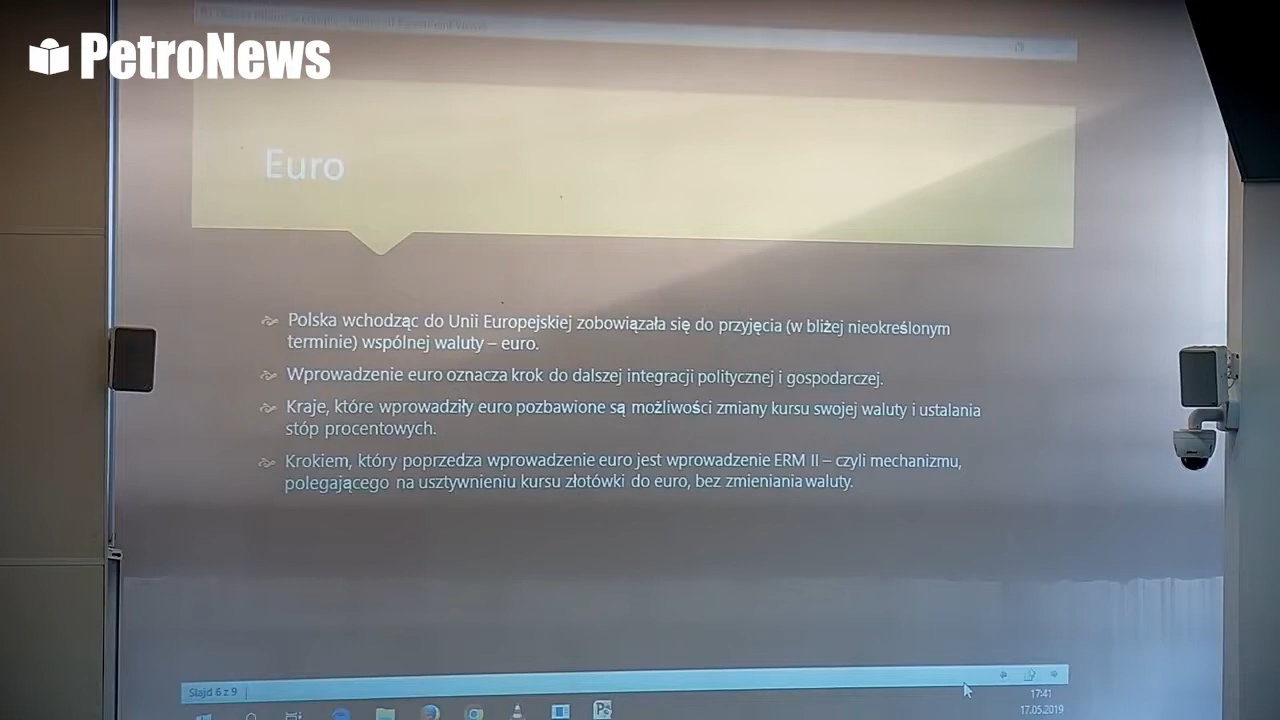 PetroNews
Euro
Polska wchodząc do Unii Europejskiej zobowiązała się do przyjęcia (w bliżej nieokreślonym
terminie) wspólnej waluty – euro.
Wprowadzenie euro oznacza krok do dalszej integracji politycznej i gospodarczej.
Kraje, które wprowadziły euro pozbawione są możliwości zmiany kursu swojej waluty i ustalania
stóp procentowych.
Krokiem, który poprzedza wprowadzenie euro jest wprowadzenie ERM II – czyli mechanizmu,
polegającego na usztywnieniu kursu złotówki do euro, bez zmieniania waluty.
Slajd 6 z 9
17:41
17.05.2019